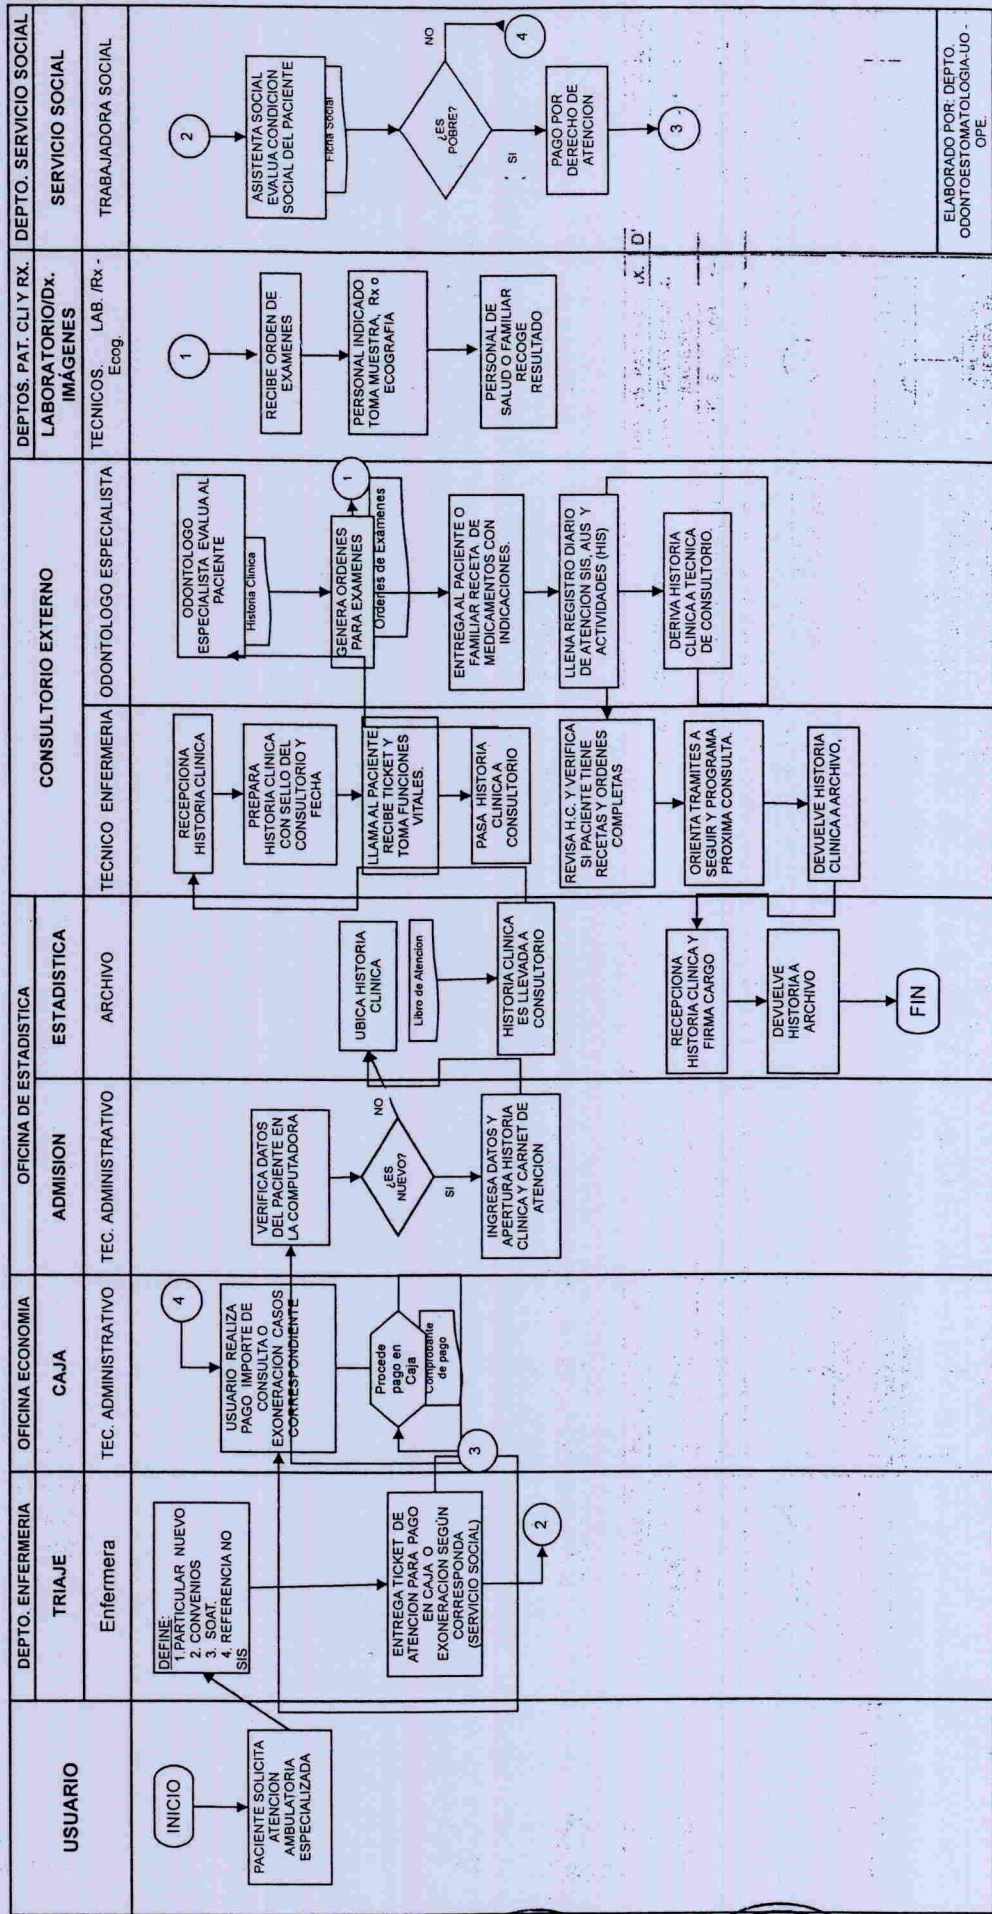 USUARIO
DEPTO. ENFERMERIA
TRIAJE
Enfermera
OFICINA ECONOMIA
CAJA
TEC. ADMINISTRATIVO
OFICINA DE ESTADISTICA
ADMISION
TEC. ADMINISTRATIVO
ESTADISTICA
ARCHIVO
CONSULTORIO EXTERNO
TECNICO ENFERMERIA
ODONTOLOGO ESPECIALISTA
DEPTOS. PAT. CLI Y RX.
LABORATORIO/Dx.
IMÁGENES
TECNICOS. LAB. /Rx -
Ecog.
DEPTO. SERVICIO SOCIAL
SERVICIO SOCIAL
TRABAJADORA SOCIAL
INICIO
PACIENTE SOLICITA
ATENCION
AMBULATORIA
ESPECIALIZADA
DEFINE:
1.PARTICULAR NUEVO
2. CONVENIOS
3. SOAT.
4. REFERENCIA NO
SIS
ENTREGA TICKET DE
ATENCION PARA PAGO
EN CAJA O
EXONERACION SEGÚN
CORRESPONDA
(SERVICIO SOCIAL)
2
4
USUARIO REALIZA
PAGO IMPORTE DE
CONSULTA O
EXONERACION CASOS
CORRESPONDIENTE
Procede
pago en
Caja
Comprobante
de pago
3
VERIFICA DATOS
DEL PACIENTE EN
LA COMPUTADORA
¿ES
NUEVO?
NO
SI
INGRESA DATOS Y
APERTURA HISTORIA
CLINICA Y CARNET DE
ATENCION
UBICA HISTORIA
CLINICA
Libro de Atencion
HISTORIA CLINICA
ES LLEVADA A
CONSULTORIO
RECEPCIONA
HISTORIA CLINICA Y
FIRMA CARGO
DEVUELVE
HISTORIA A
ARCHIVO
FIN
RECEPCIONA
HISTORIA CLINICA
PREPARA
HISTORIA CLINICA
CON SELLO DEL
CONSULTORIO Y
FECHA
LLAMA AL PACIENTE,
RECIBE TICKET Y
TOMA FUNCIONES
VITALES.
PASA HISTORIA
CLINICA A
CONSULTORIO
REVISA H.C. Y VERIFICA
SI PACIENTE TIENE
RECETAS Y ORDENES
COMPLETAS
ORIENTA TRAMITES A
SEGUIR Y PROGRAMA
PROXIMA CONSULTA.
DEVUELVE HISTORIA
CLINICA A ARCHIVO,
ODONTOLOGO
ESPECIALISTA EVALUA AL
PACIENTE
Historia Clinica
GENERA ORDENES
PARA EXAMENES
Ordenes de Exámenes
1
ENTREGA AL PACIENTE O
FAMILIAR RECETA DE
MEDICAMENTOS CON
INDICACIONES.
LLENA REGISTRO DIARIO
DE ATENCION SIS, AUS Y
ACTIVIDADES (HIS)
DERIVA HISTORIA
CLINICA A TECNICA
DE CONSULTORIO.
1
RECIBE ORDEN DE
EXAMENES
PERSONAL INDICADO
TOMA MUESTRA, Rx o
ECOGRAFIA
PERSONAL DE
SALUD O FAMILIAR
RECOGE
RESULTADO
2
ASISTENTA SOCIAL
EVALUA CONDICION
SOCIAL DEL PACIENTE
Ficha Social
¿ES
POBRE?
NO
4
SI
PAGO POR
DERECHO DE
ATENCION
3
ELABORADO POR: DEPTO.
ODONTOESTOMATOLOGIA-UO -
OPE.